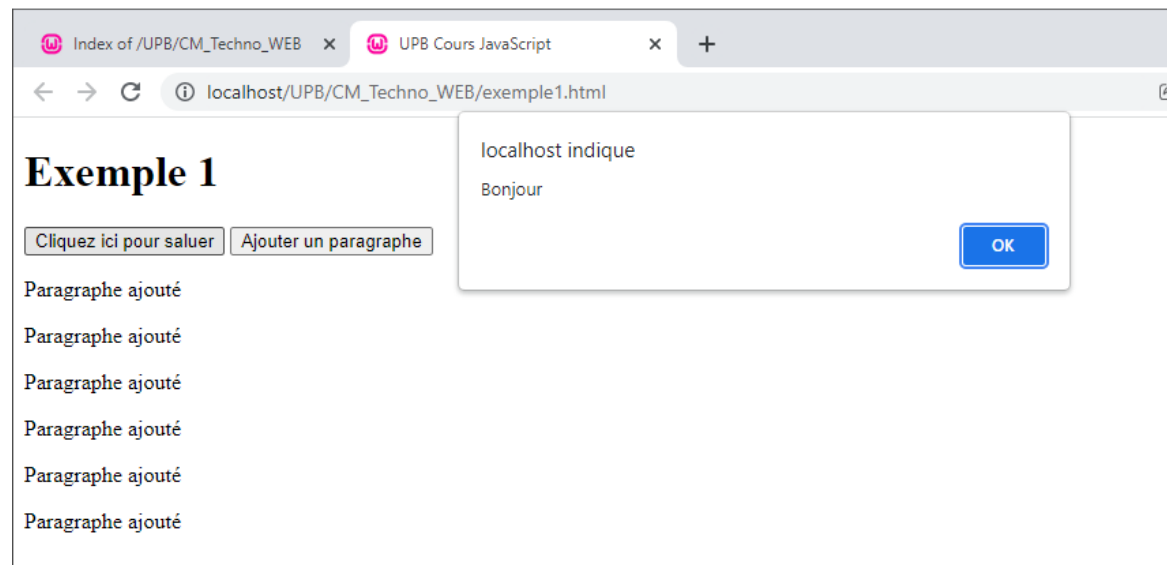 Index of /UPB/CM_Techno_WEB
UPB Cours JavaScript
localhost/UPB/CM_Techno_WEB/exemple1.html
localhost indique
Bonjour
OK
Exemple 1
Cliquez ici pour saluer Ajouter un paragraphe
Paragraphe ajouté
Paragraphe ajouté
Paragraphe ajouté
Paragraphe ajouté
Paragraphe ajouté
Paragraphe ajouté